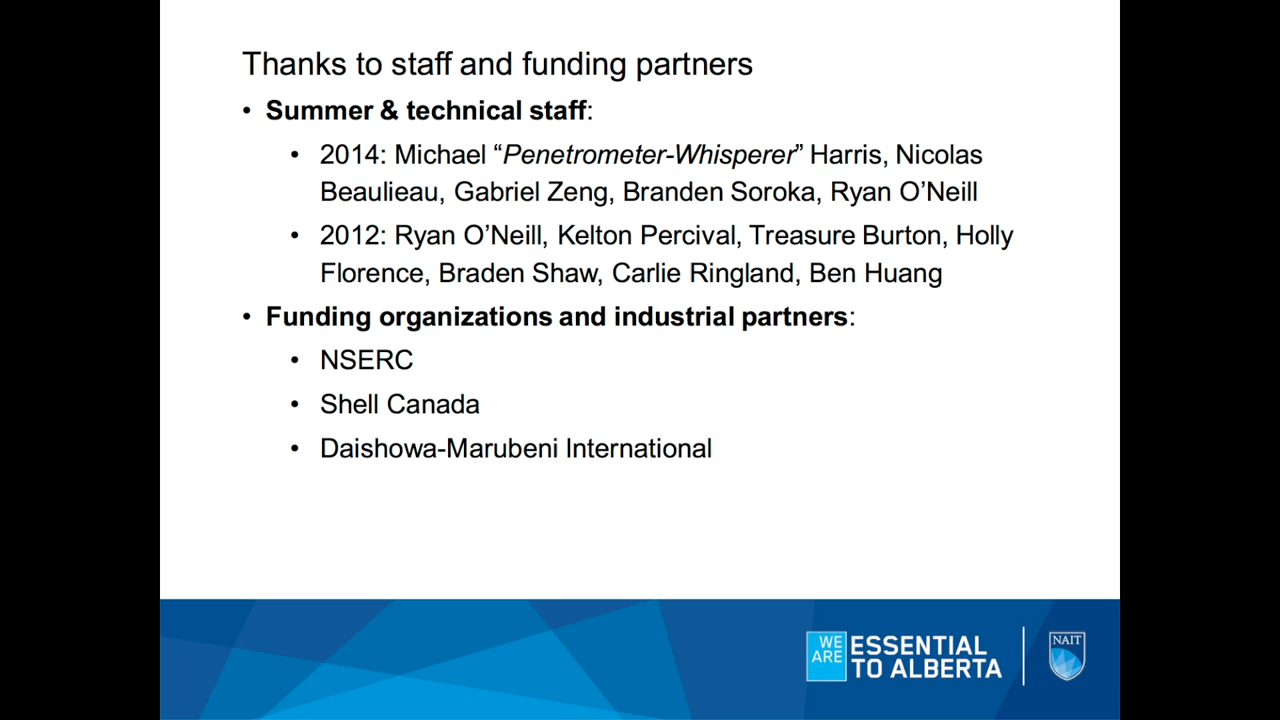 Thanks to staff and funding partners
• Summer & technical staff:
• 2014: Michael “Penetrometer-Whisperer” Harris, Nicolas
Beaulieau, Gabriel Zeng, Branden Soroka, Ryan O’Neill
• 2012: Ryan O’Neill, Kelton Percival, Treasure Burton, Holly
Florence, Braden Shaw, Carlie Ringland, Ben Huang
• Funding organizations and industrial partners:
• NSERC
• Shell Canada
• Daishowa-Marubeni International
WE ARE
ESSENTIAL
TO ALBERTA
NAIT